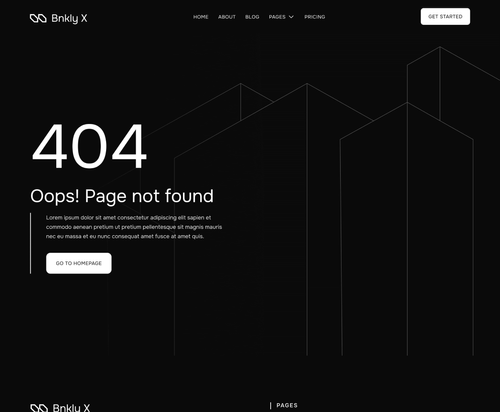 Bnkly X
HOME ABOUT BLOG PAGES PRICING
GET STARTED
404
Oops! Page not found
Lorem ipsum dolor sit amet consectetur adipiscing elit sapien et
commodo aenean pretium ut pretium pellentesque sit magnis mauris
nec eu massa et eu nunc consequat amet fusce at amet quis.
GO TO HOMEPAGE
Bnkly X
PAGES